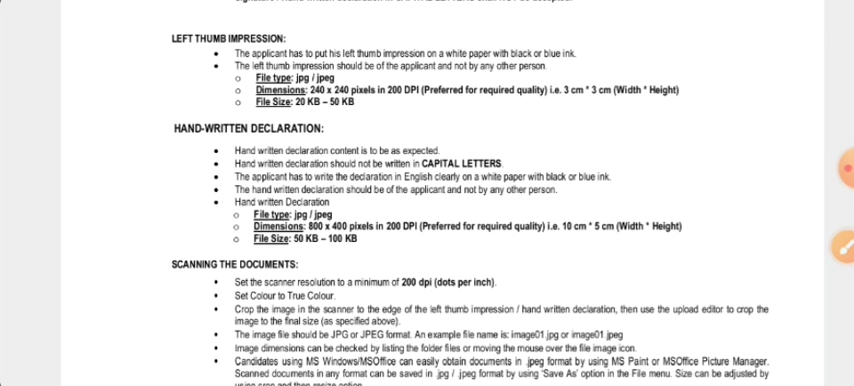 LEFT THUMB IMPRESSION:
• The applicant has to put his left thumb impression on a white paper with black or blue ink.
• The left thumb impression should be of the applicant and not by any other person.
o File type: jpg / jpeg
o Dimensions: 240 x 240 pixels in 200 DPI (Preferred for required quality) i.e. 3 cm * 3 cm (Width * Height)
o File Size: 20 KB – 50 KB
HAND-WRITTEN DECLARATION:
• Hand written declaration content is to be as expected.
• Hand written declaration should not be written in CAPITAL LETTERS.
• The applicant has to write the declaration in English clearly on a white paper with black or blue ink.
• The hand written declaration should be of the applicant and not by any other person.
• Hand written Declaration
o File type: jpg / jpeg
o Dimensions: 800 x 400 pixels in 200 DPI (Preferred for required quality) i.e. 10 cm * 5 cm (Width * Height)
o File Size: 50 KB – 100 KB
SCANNING THE DOCUMENTS:
• Set the scanner resolution to a minimum of 200 dpi (dots per inch).
• Set Colour to True Colour.
• Crop the image in the scanner to the edge of the left thumb impression / hand written declaration, then use the upload editor to crop the
image to the final size (as specified above).
• The image file should be JPG or JPEG format. An example file name is: image01.jpg or image01.jpeg
• Image dimensions can be checked by listing the folder files or moving the mouse over the file image icon.
• Candidates using MS Windows/MSOffice can easily obtain documents in .jpeg format by using MS Paint or MSOffice Picture Manager.
Scanned documents in any format can be saved in .jpg / .jpeg format by using 'Save As' option in the File menu. Size can be adjusted by